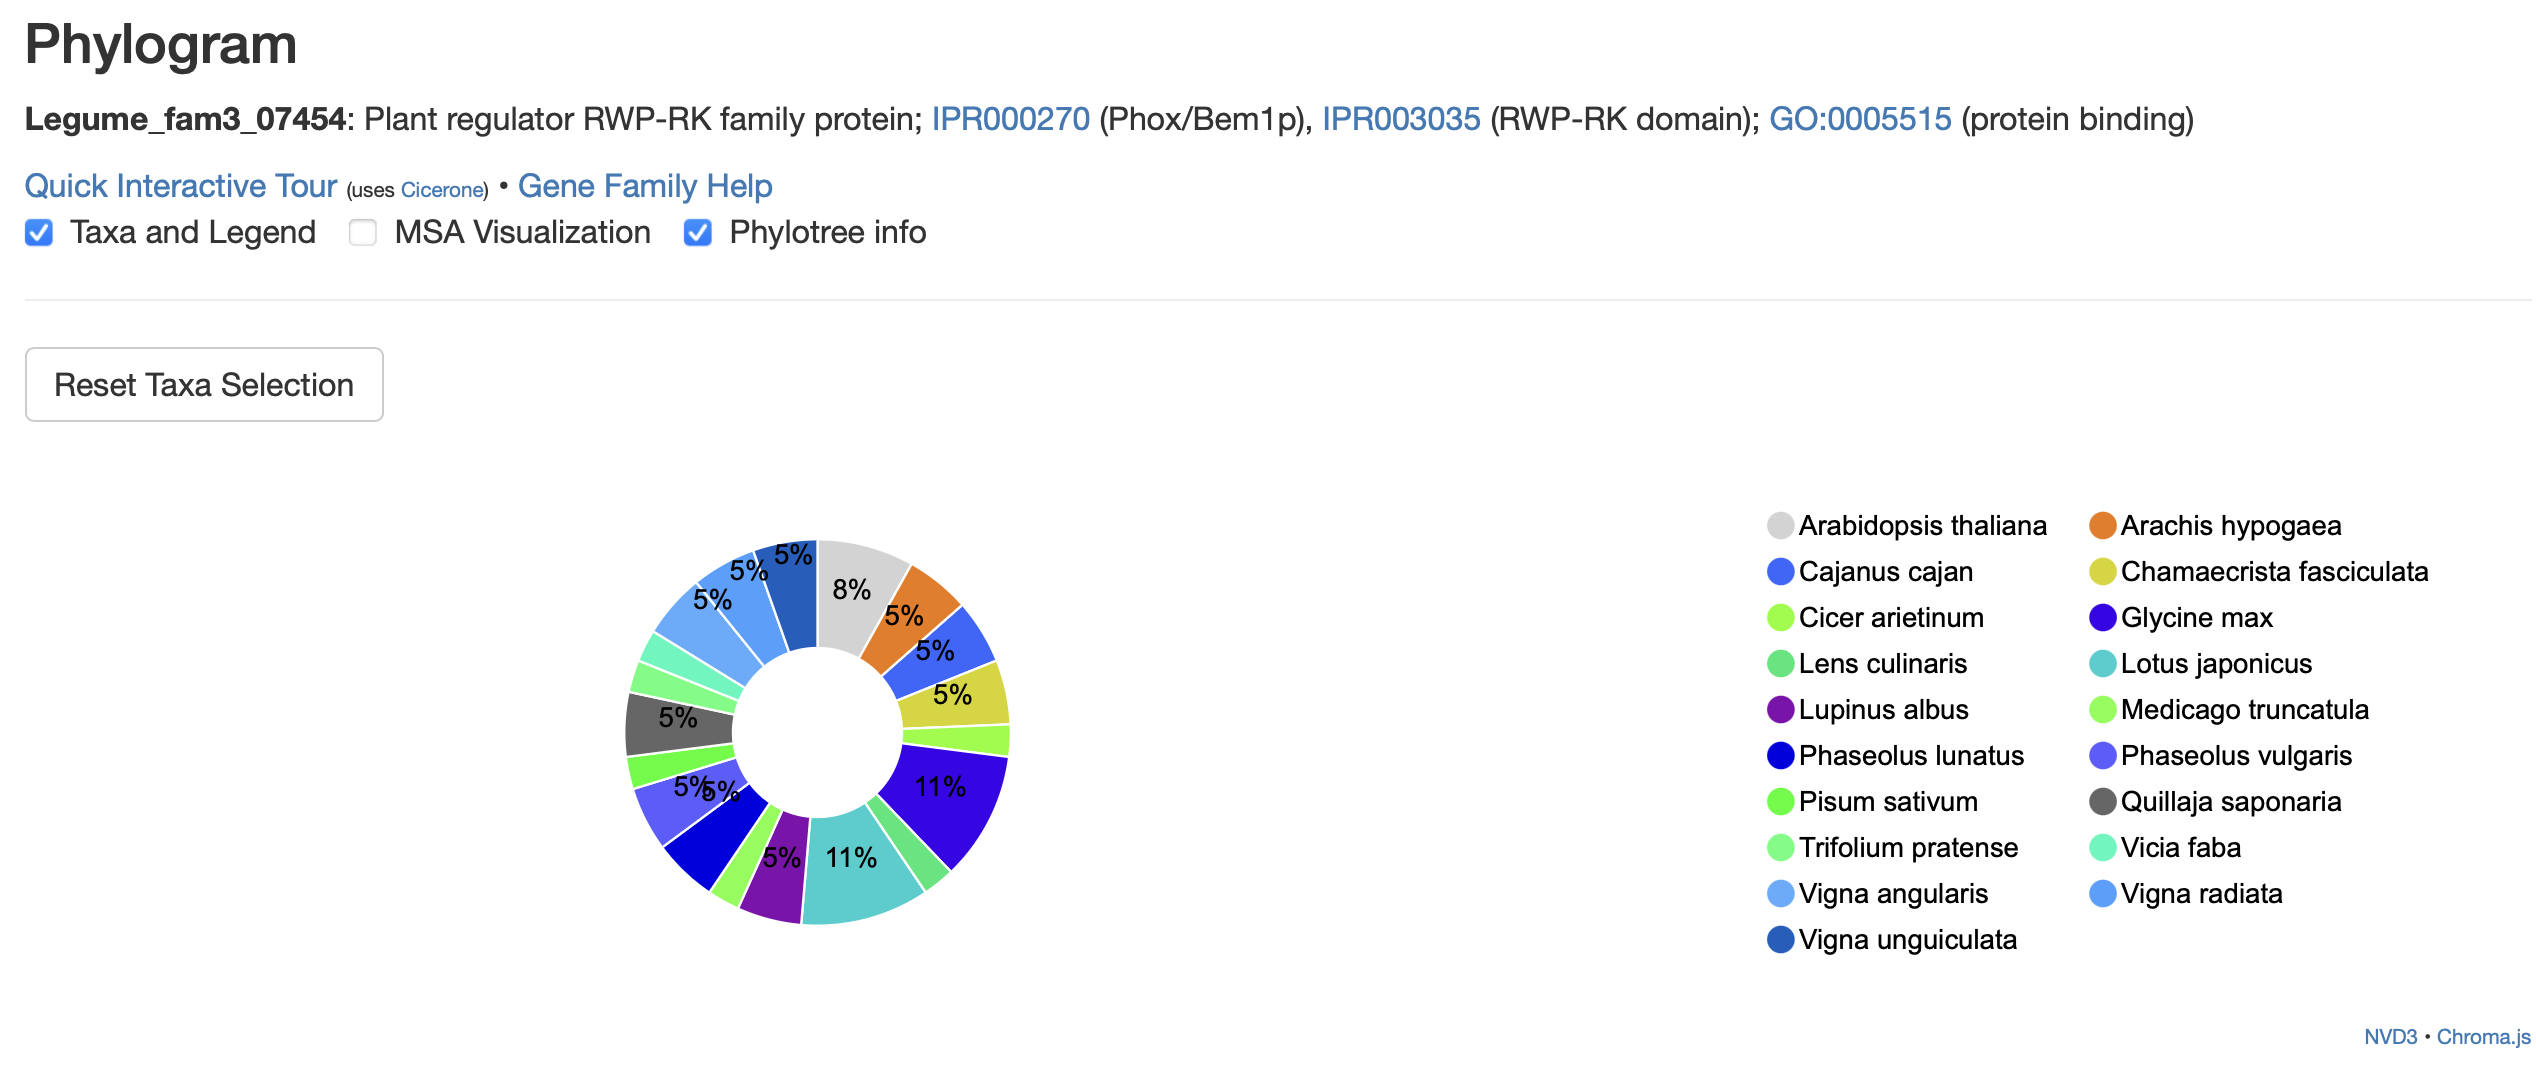 Phylogram
Legume_fam3_07454: Plant regulator RWP-RK family protein; IPR000270 (Phox/Bem1p), IPR003035 (RWP-RK domain); GO:0005515 (protein binding)
Quick Interactive Tour (uses Cicerone) • Gene Family Help
Taxa and Legend MSA Visualization Phylotree info
Reset Taxa Selection
5%
5%
5%
8%
5%
5%
5%
5%
11%
5%
5%
5%
11%
Arabidopsis thaliana Arachis hypogaea
Cajanus cajan Chamaecrista fasciculata
Cicer arietinum Glycine max
Lens culinaris Lotus japonicus
Lupinus albus Medicago truncatula
Phaseolus lunatus Phaseolus vulgaris
Pisum sativum Quillaja saponaria
Trifolium pratense Vicia faba
Vigna angularis Vigna radiata
Vigna unguiculata
NVD3 • Chroma.js